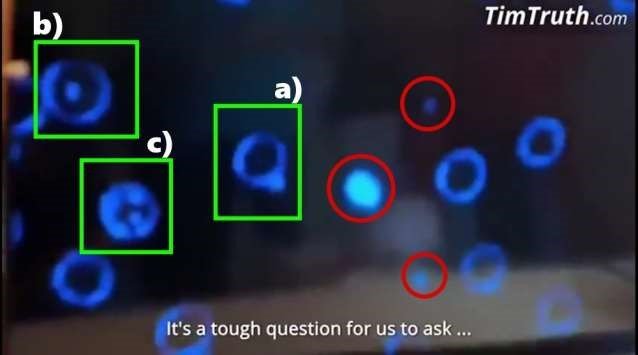 TimTruth.com
b)
a)
c)
It's a tough question for us to ask ...